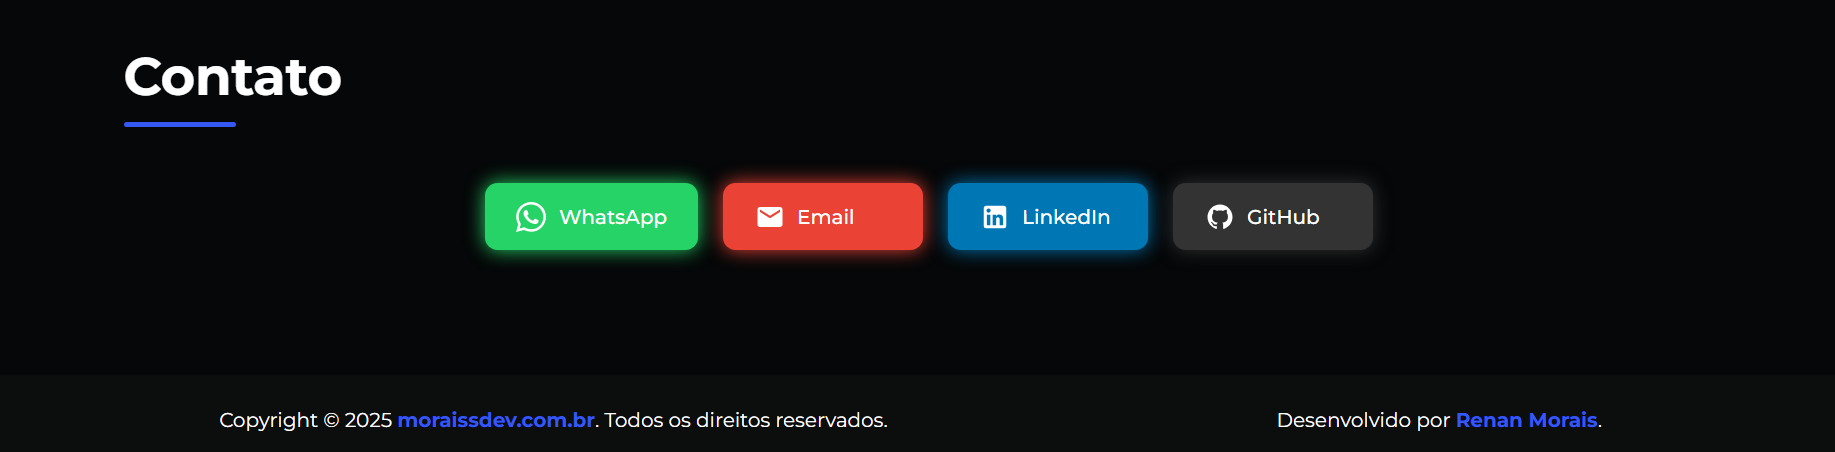 Contato
WhatsApp
Email
LinkedIn
GitHub
Copyright © 2025 moraissdev.com.br. Todos os direitos reservados.
Desenvolvido por Renan Morais.